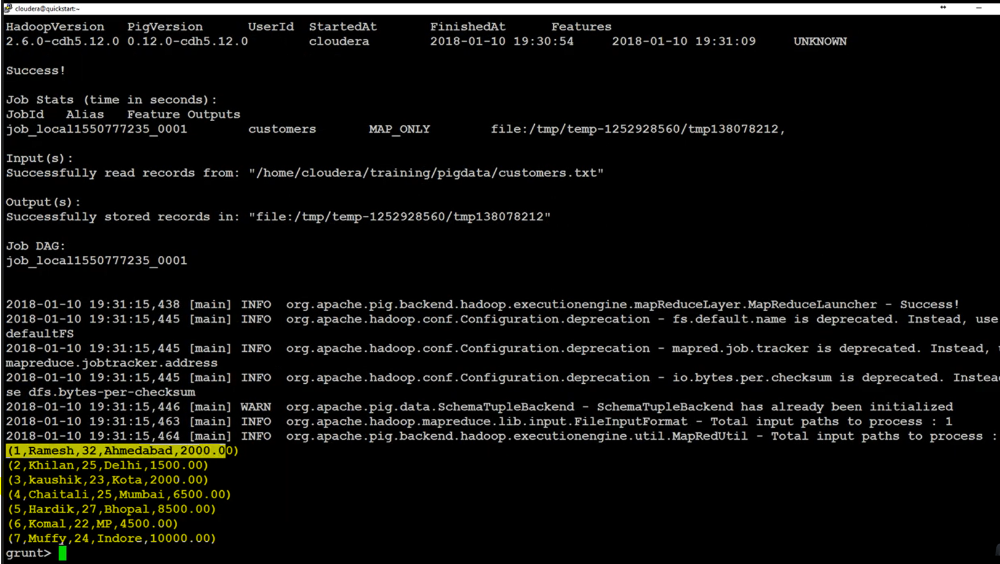 cloudera@quickstart:~
HadoopVersion PigVersion UserId StartedAt FinishedAt Features
2.6.0-cdh5.12.0 0.12.0-cdh5.12.0 cloudera 2018-01-10 19:30:54 2018-01-10 19:31:09 UNKNOWN
Success!
Job Stats (time in seconds):
JobId Alias Feature Outputs
job_local1550777235_0001 customers MAP_ONLY file:/tmp/temp-1252928560/tmp138078212,
Input(s):
Successfully read records from: "/home/cloudera/training/pigdata/customers.txt"
Output(s):
Successfully stored records in: "file:/tmp/temp-1252928560/tmp138078212"
Job DAG:
job_local1550777235_0001
2018-01-10 19:31:15,438 [main] INFO org.apache.pig.backend.hadoop.executionengine.mapReduceLayer.MapReduceLauncher - Success!
2018-01-10 19:31:15,445 [main] INFO org.apache.hadoop.conf.Configuration.deprecation - fs.default.name is deprecated. Instead, use
defaultFS
2018-01-10 19:31:15,445 [main] INFO org.apache.hadoop.conf.Configuration.deprecation - mapred.job.tracker is deprecated. Instead,
mapreduce.jobtracker.address
2018-01-10 19:31:15,445 [main] INFO org.apache.hadoop.conf.Configuration.deprecation - io.bytes.per.checksum is deprecated. Instea
se dfs.bytes-per-checksum
2018-01-10 19:31:15,446 [main] WARN org.apache.pig.data.SchemaTupleBackend - SchemaTupleBackend has already been initialized
2018-01-10 19:31:15,463 [main] INFO org.apache.hadoop.mapreduce.lib.input.FileInputFormat - Total input paths to process : 1
2018-01-10 19:31:15,464 [main] INFO org.apache.pig.backend.hadoop.executionengine.util.MapRedUtil - Total input paths to process :
(1,Ramesh,32,Ahmedabad,2000.00)
(2,Khilan,25,Delhi,1500.00)
(3,kaushik,23,Kota,2000.00)
(4,Chaitali,25,Mumbai,6500.00)
(5,Hardik,27,Bhopal,8500.00)
(6,Komal,22,MP,4500.00)
(7,Muffy,24,Indore,10000.00)
grunt>